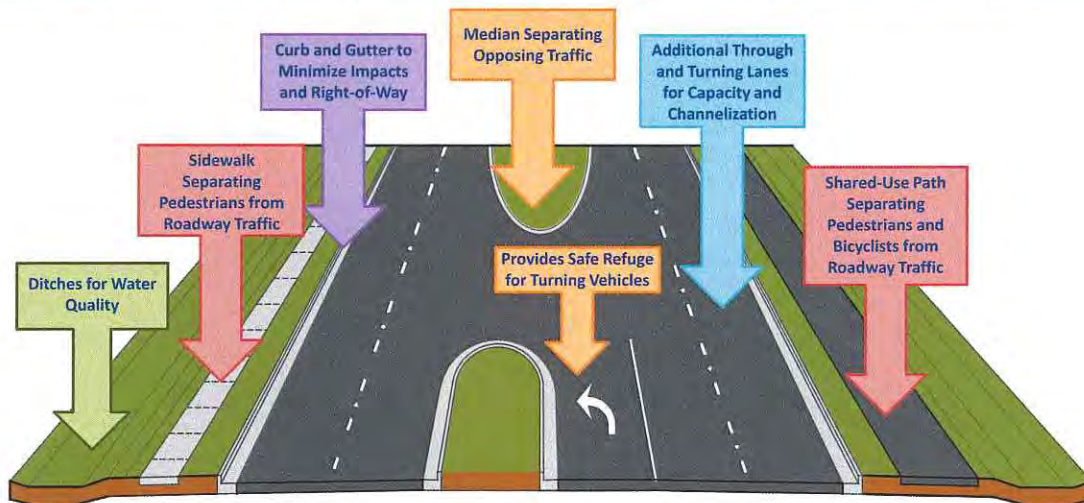 Curb and Gutter to
Minimize Impacts
and Right-of-Way
Median Separating
Opposing Traffic
Additional Through
and Turning Lanes
for Capacity and
Channelization
Sidewalk
Separating
Pedestrians from
Roadway Traffic
Shared-Use Path
Separating
Pedestrians and
Bicyclists from
Roadway Traffic
Provides Safe Refuge
for Turning Vehicles
Ditches for Water
Quality